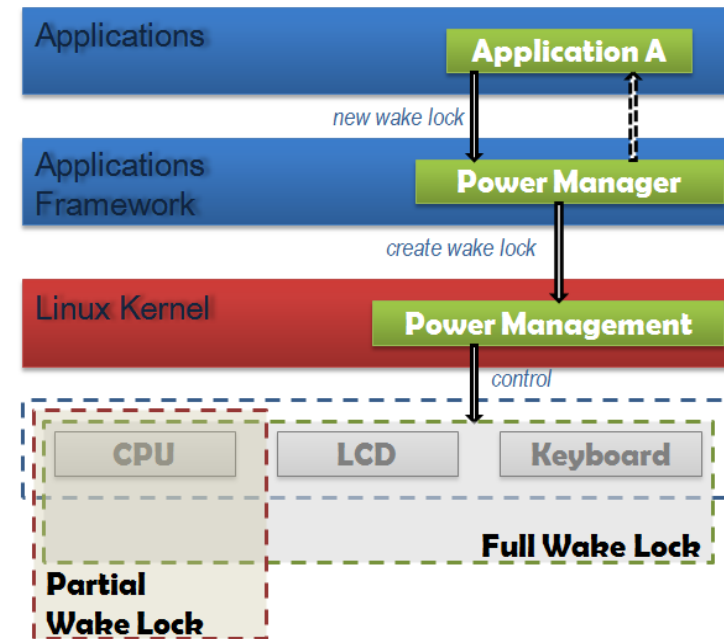 Applications
Application A
new wake lock
Applications
Framework
Power Manager
create wake lock
Linux Kernel
Power Management
control
CPU
LCD
Keyboard
Full Wake Lock
Partial
Wake Lock